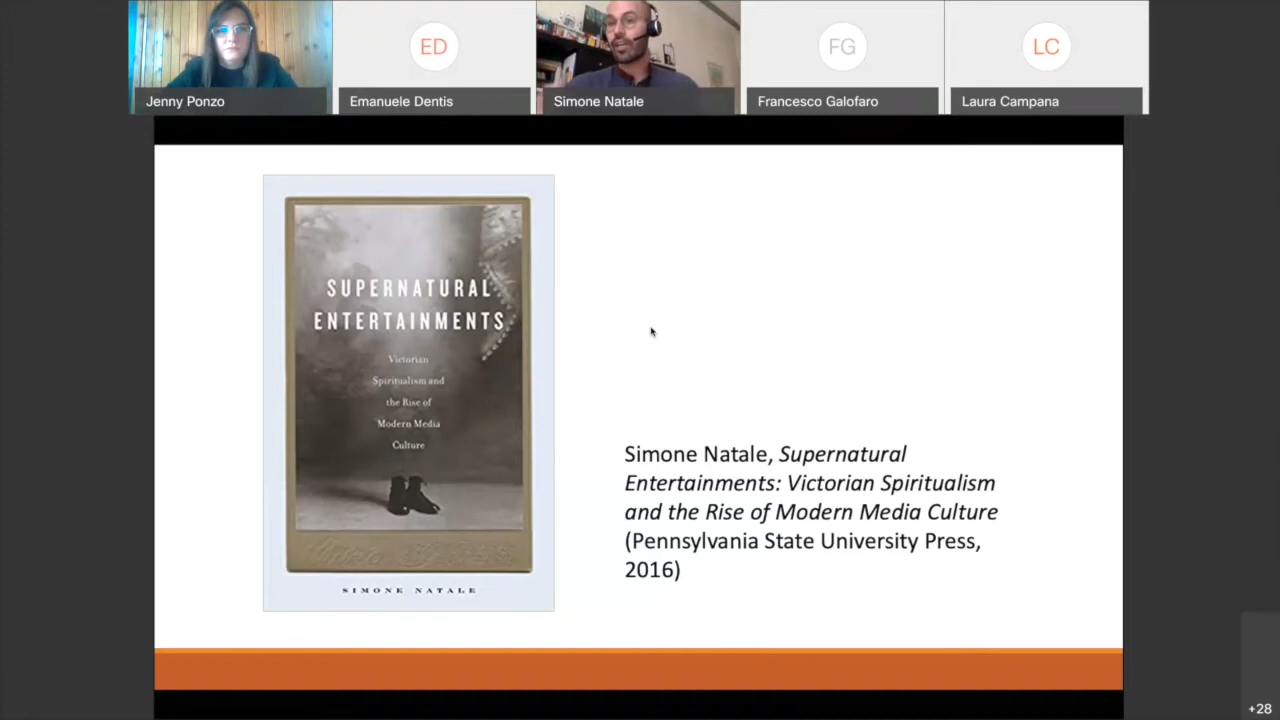 ED
FG
LC
Jenny Ponzo
Emanuele Dentis
Simone Natale
Francesco Galofaro
Laura Campana
SUPERNATURAL
ENTERTAINMENTS
Victorian
Spiritualism and
the Rise of
Modern Media
Culture
SIMONE NATALE
Simone Natale, Supernatural
Entertainments: Victorian Spiritualism
and the Rise of Modern Media Culture
(Pennsylvania State University Press,
2016)
+28